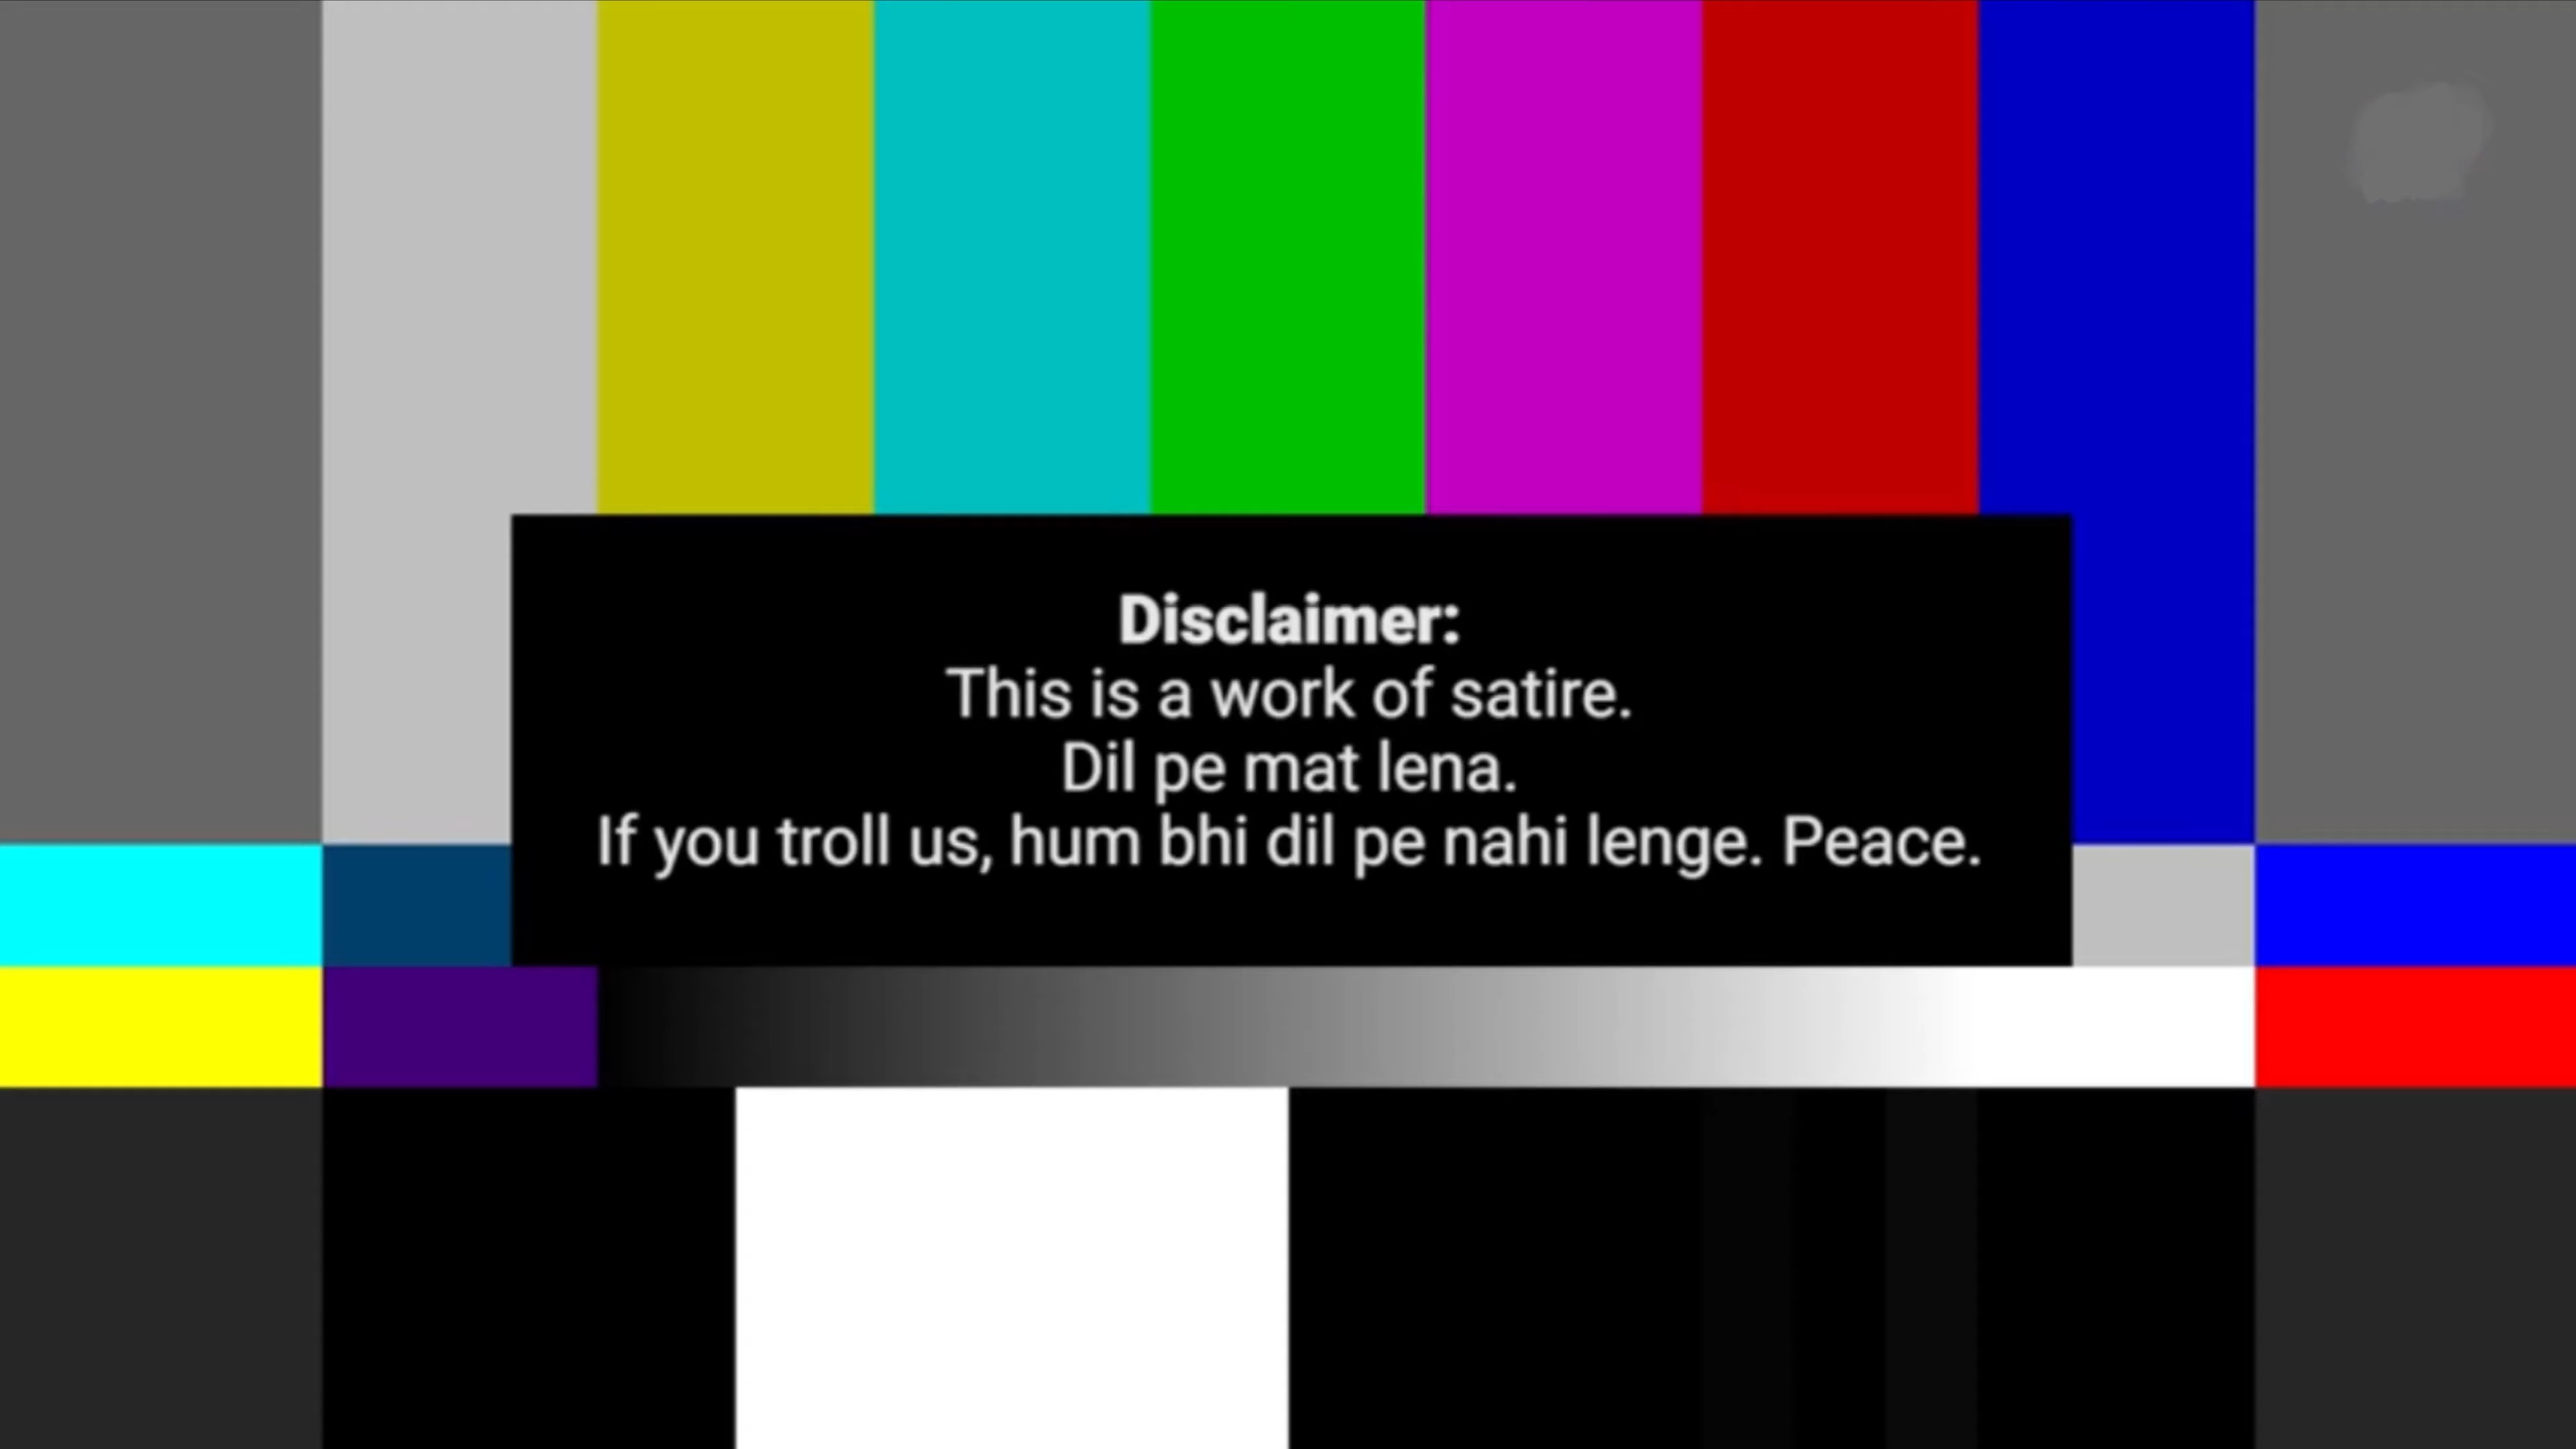 Disclaimer:
This is a work of satire.
Dil pe mat lena.
If you troll us, hum bhi dil pe nahi lenge. Peace.